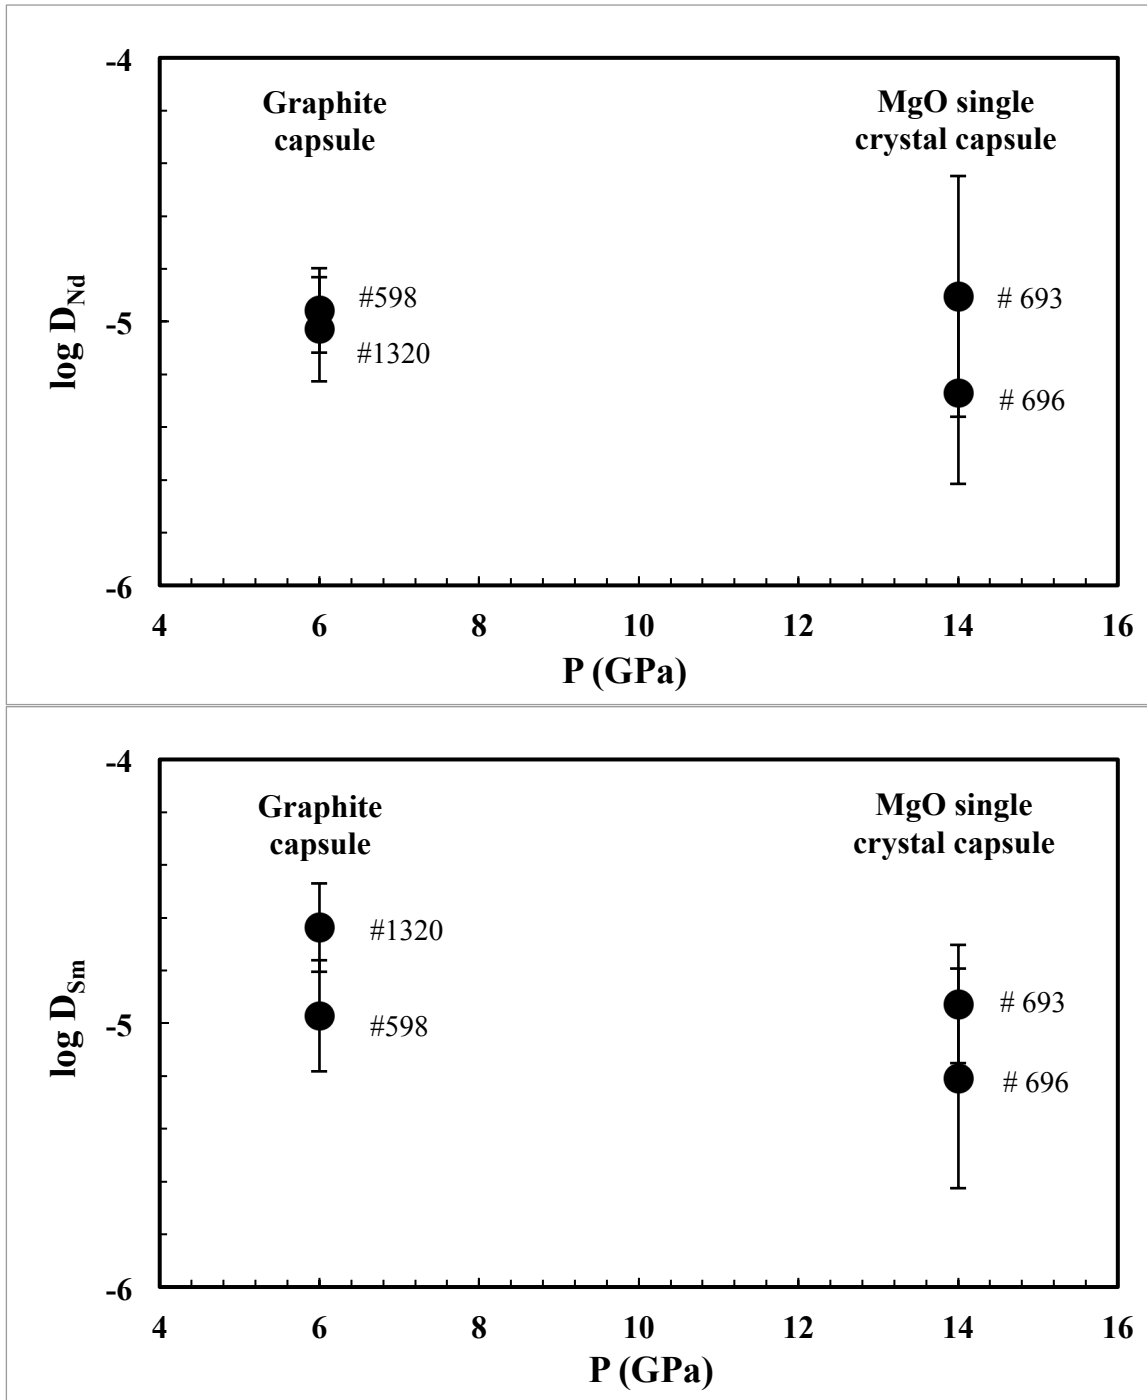 -4
Graphite
capsule
MgO single
crystal capsule
#598
# 693
log D_Nd
-5
#1320
# 696
-6
4
6
8
10
12
14
16
P (GPa)
-4
Graphite
capsule
MgO single
crystal capsule
#1320
# 693
log D_Sm
-5
#598
# 696
-6
4
6
8
10
12
14
16
P (GPa)